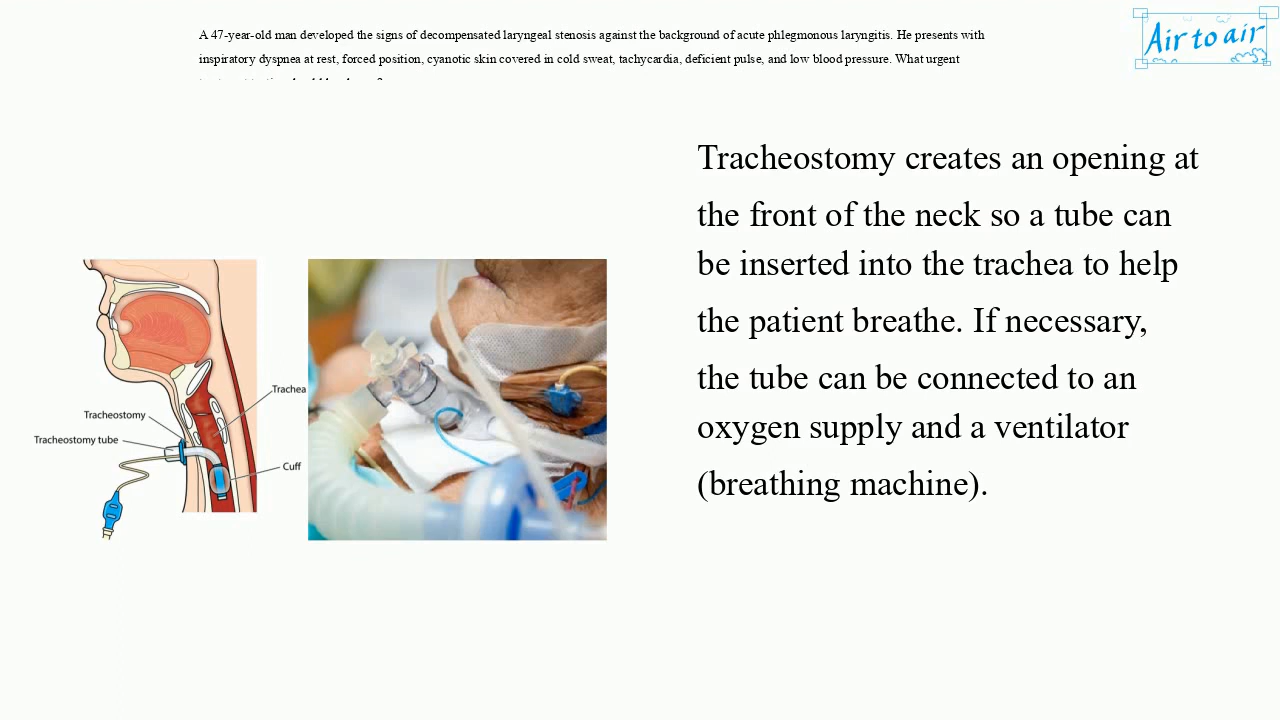 A 47-year-old man developed the signs of decompensated laryngeal stenosis against the background of acute phlegmonous laryngitis. He presents with
inspiratory dyspnea at rest, forced position, cyanotic skin covered in cold sweat, tachycardia, deficient pulse, and low blood pressure. What urgent
Air to air
Tracheostomy creates an opening at
the front of the neck so a tube can
be inserted into the trachea to help
the patient breathe. If necessary,
the tube can be connected to an
oxygen supply and a ventilator
(breathing machine).
Trachea
Tracheostomy
Tracheostomy tube
Cuff